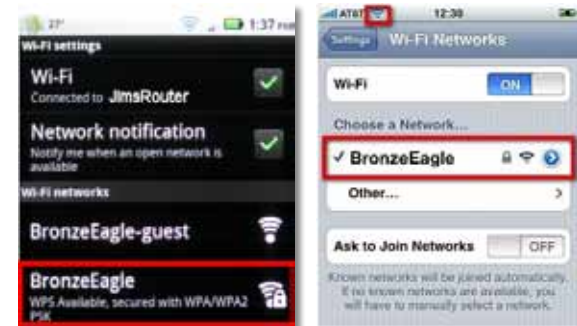 27°
1:37 PM
Wi-Fi settings
Wi-Fi
Connected to JimsRouter
Network notification
Notify me when an open network is
available
Wi-Fi networks
BronzeEagle-guest
BronzeEagle
WPS Available, secured with WPA/WPA2
PSK
AT&T
12:30
Settings
Wi-Fi Networks
Wi-Fi
ON
Choose a Network...
✓ BronzeEagle
Other...
>
Ask to Join Networks
OFF
Known networks will be joined automatically.
If no known networks are available, you
will have to manually select a network.